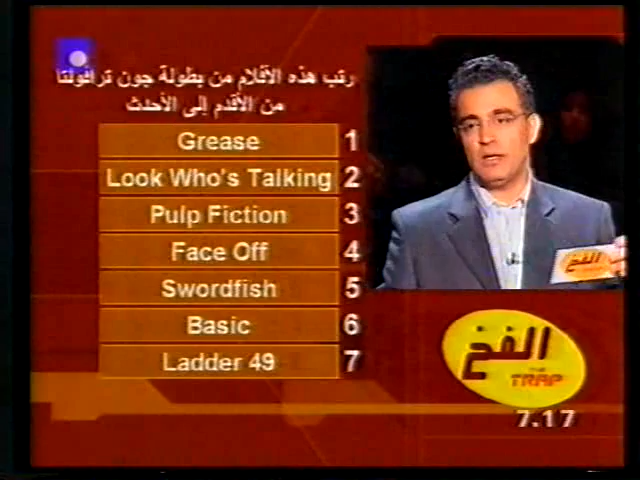 رتب هذه الأفلام من بطولة جون ترافولتا
من الأقدم إلى الأحدث
Grease 1
Look Who's Talking 2
Pulp Fiction 3
Face Off 4
Swordfish 5
Basic 6
Ladder 49 7
الفخ
الفخ
THE
TRAP
7.17